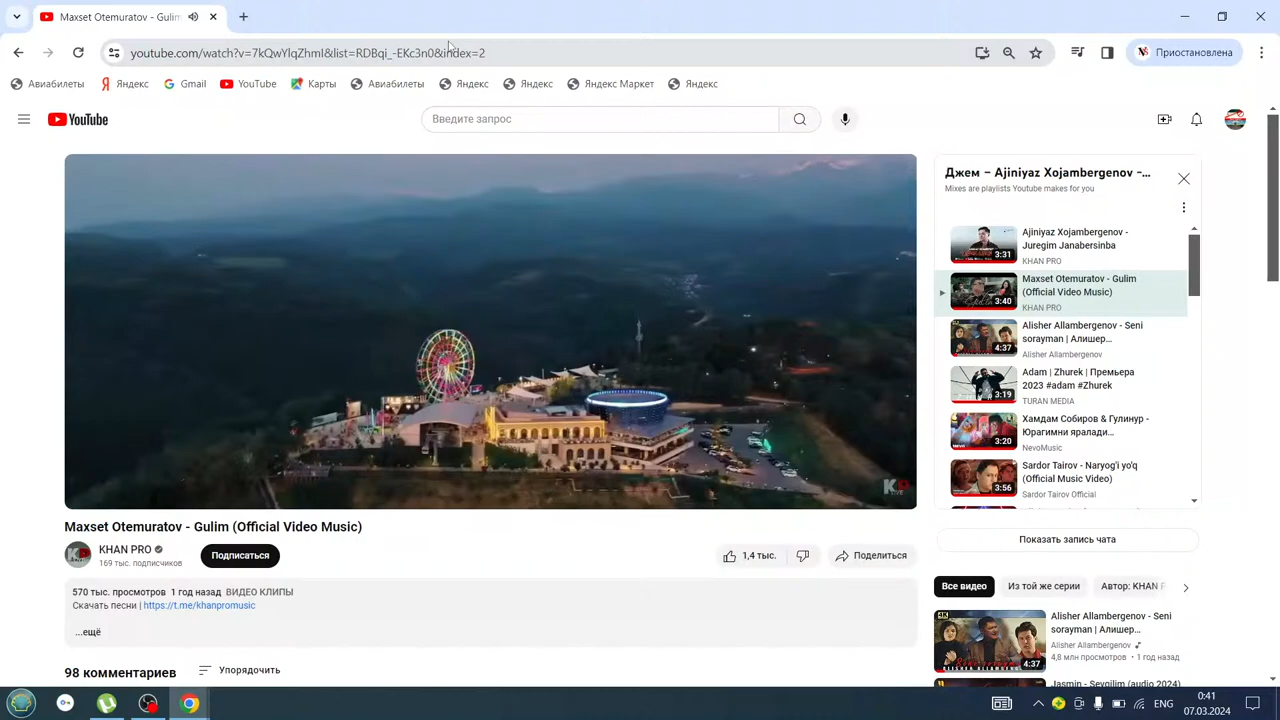 Maxset Otemuratov - Gulim
youtube.com/watch?v=7kQwYlqZhmI&list=RDBqi_-EKc3n0&index=2
Приостановлена
Авиабилеты
Яндекс
Gmail
YouTube
Карты
Авиабилеты
Яндекс
Яндекс
Яндекс Маркет
Яндекс
YouTube
Введите запрос
Джем – Ajiniyaz Xojambergenov -...
Mixes are playlists Youtube makes for you
Ajiniyaz Xojambergenov -
Juregim Janabersinba
3:31
KHAN PRO
Maxset Otemuratov - Gulim
(Official Video Music)
3:40
KHAN PRO
Alisher Allambergenov - Seni
sorayman | Алишер...
4:37
Alisher Allambergenov
Adam | Zhurek | Премьера
2023 #adam #Zhurek
3:19
TURAN MEDIA
Хамдам Собиров & Гулинур -
Юрагимни яралади...
3:20
NevoMusic
Sardor Tairov - Naryog'i yo'q
(Official Music Video)
3:56
Sardor Tairov Official
Maxset Otemuratov - Gulim (Official Video Music)
KHAN PRO
169 тыс. подписчиков
Подписаться
1,4 тыс.
Поделиться
570 тыс. просмотров 1 год назад ВИДЕО КЛИПЫ
Скачать песни | https://t.me/khanpromusic
...ещё
98 комментариев
Упорядочить
Показать запись чата
Все видео
Из той же серии
Автор: KHAN P
Alisher Allambergenov - Seni
sorayman | Алишер...
Alisher Allambergenov
4,8 млн просмотров • 1 год назад
4K
4:37
Jasmin - Sevgilim (audio 2024)
ENG
0:41
07.03.2024